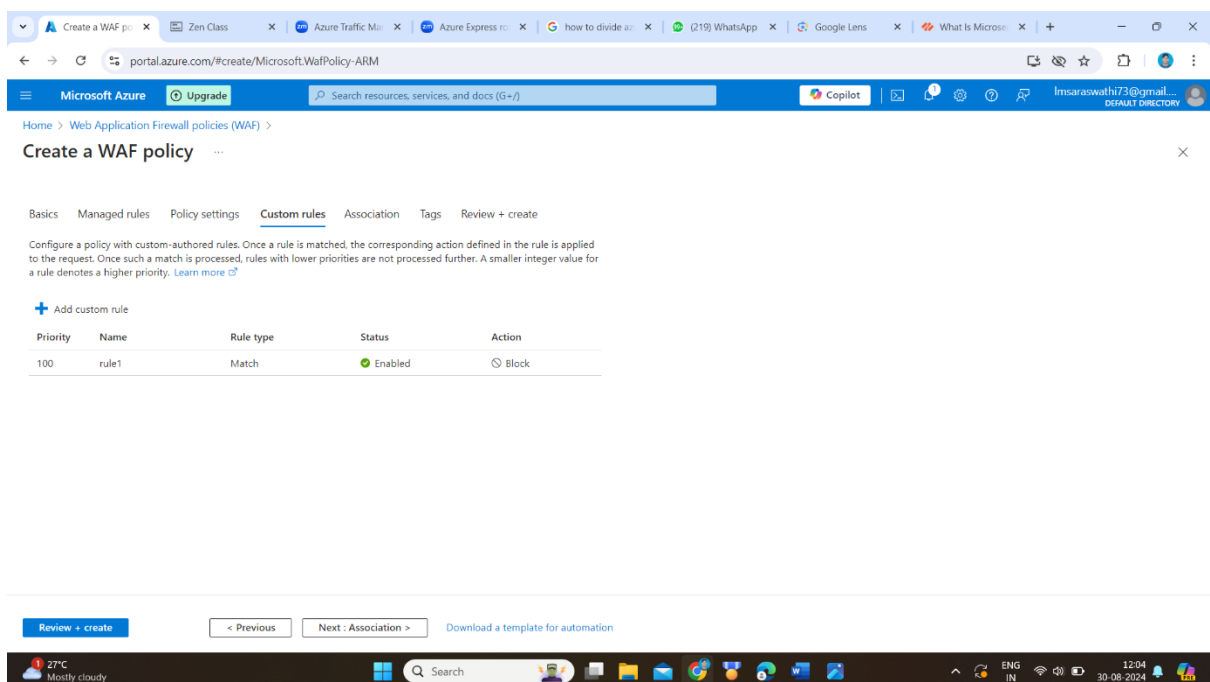 Create a WAF po
Zen Class
Azure Traffic Ma
Azure Express ro
how to divide az
(219) WhatsApp
Google Lens
What Is Microso
portal.azure.com/#create/Microsoft.WafPolicy-ARM
Microsoft Azure
Upgrade
Search resources, services, and docs (G+/)
Copilot
1
lmsaraswathi73@gmail....
DEFAULT DIRECTORY
Home > Web Application Firewall policies (WAF) >
Create a WAF policy ...
Basics Managed rules Policy settings Custom rules Association Tags Review + create
Configure a policy with custom-authored rules. Once a rule is matched, the corresponding action defined in the rule is applied
to the request. Once such a match is processed, rules with lower priorities are not processed further. A smaller integer value for
a rule denotes a higher priority. Learn more
Add custom rule
Priority Name Rule type Status Action
100 rule1 Match Enabled Block
Review + create < Previous Next : Association > Download a template for automation
1
27°C
Mostly cloudy
Search
ENG
IN
12:04
30-08-2024